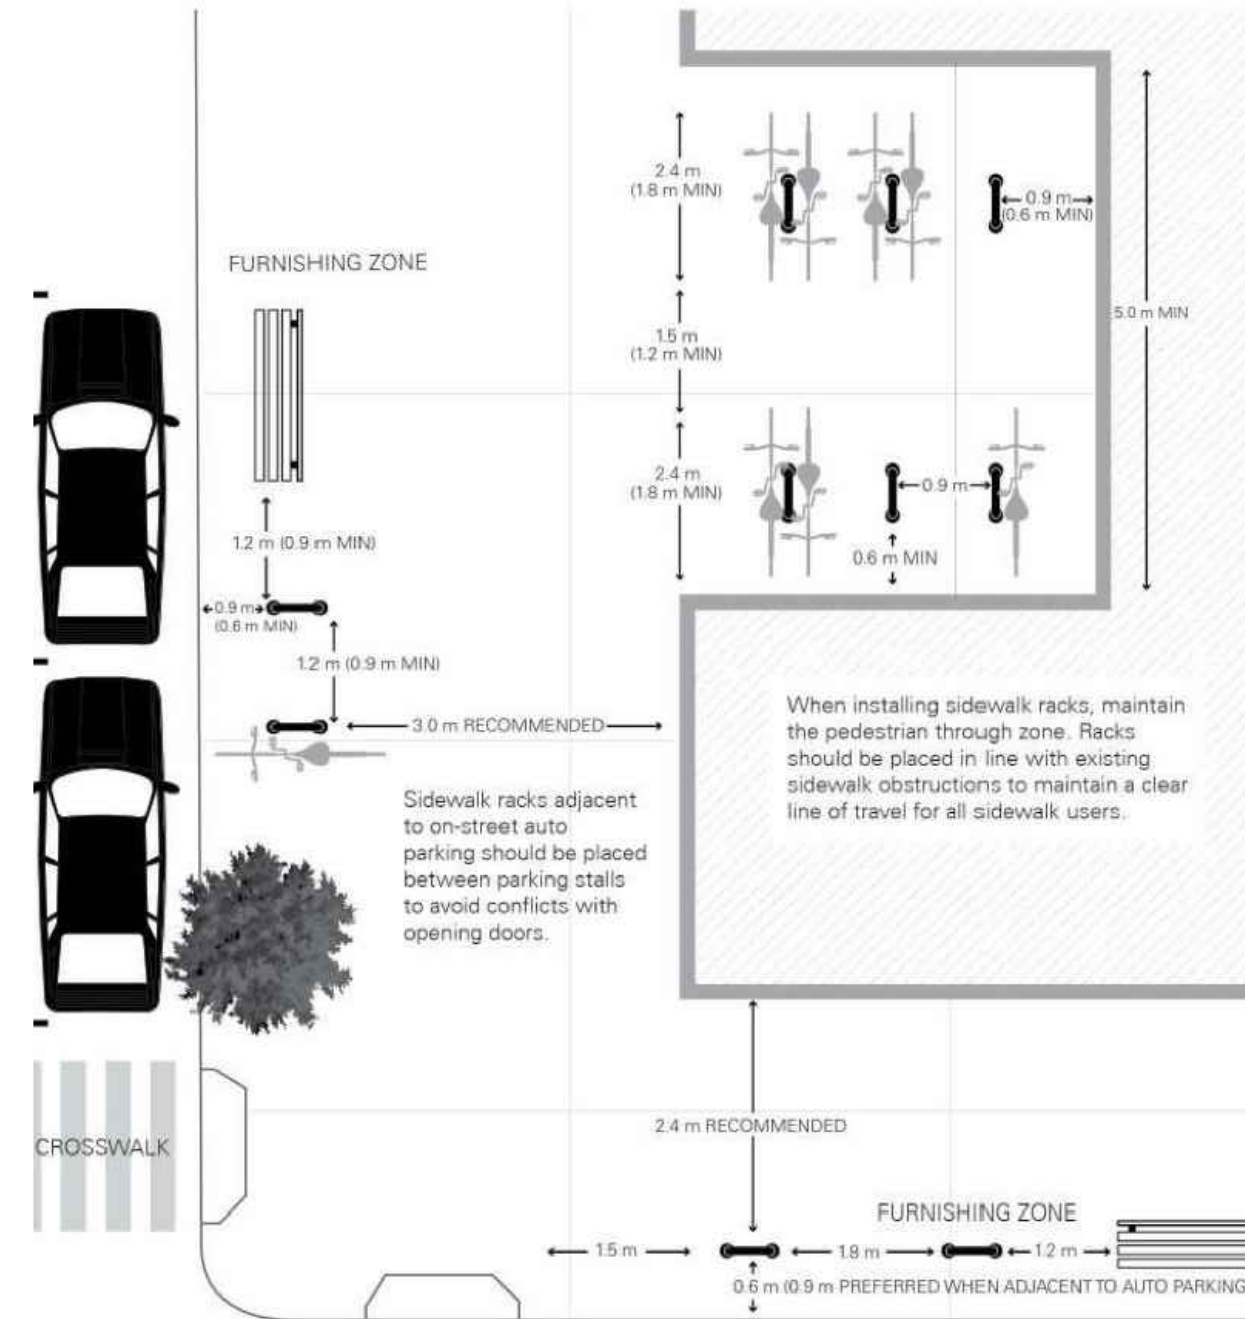 2.4 m
(1.8 m MIN)
0.9 m
(0.6 m MIN)
FURNISHING ZONE
5.0 m MIN
1.5 m
(1.2 m MIN)
2.4 m
(1.8 m MIN)
0.9 m
1.2 m (0.9 m MIN)
0.6 m MIN
0.9 m
(0.6 m MIN)
1.2 m (0.9 m MIN)
3.0 m RECOMMENDED
When installing sidewalk racks, maintain
the pedestrian through zone. Racks
should be placed in line with existing
sidewalk obstructions to maintain a clear
line of travel for all sidewalk users.
Sidewalk racks adjacent
to on-street auto
parking should be placed
between parking stalls
to avoid conflicts with
opening doors.
2.4 m RECOMMENDED
CROSSWALK
FURNISHING ZONE
1.5 m
1.8 m
1.2 m
0.6 m (0.9 m PREFERRED WHEN ADJACENT TO AUTO PARKING